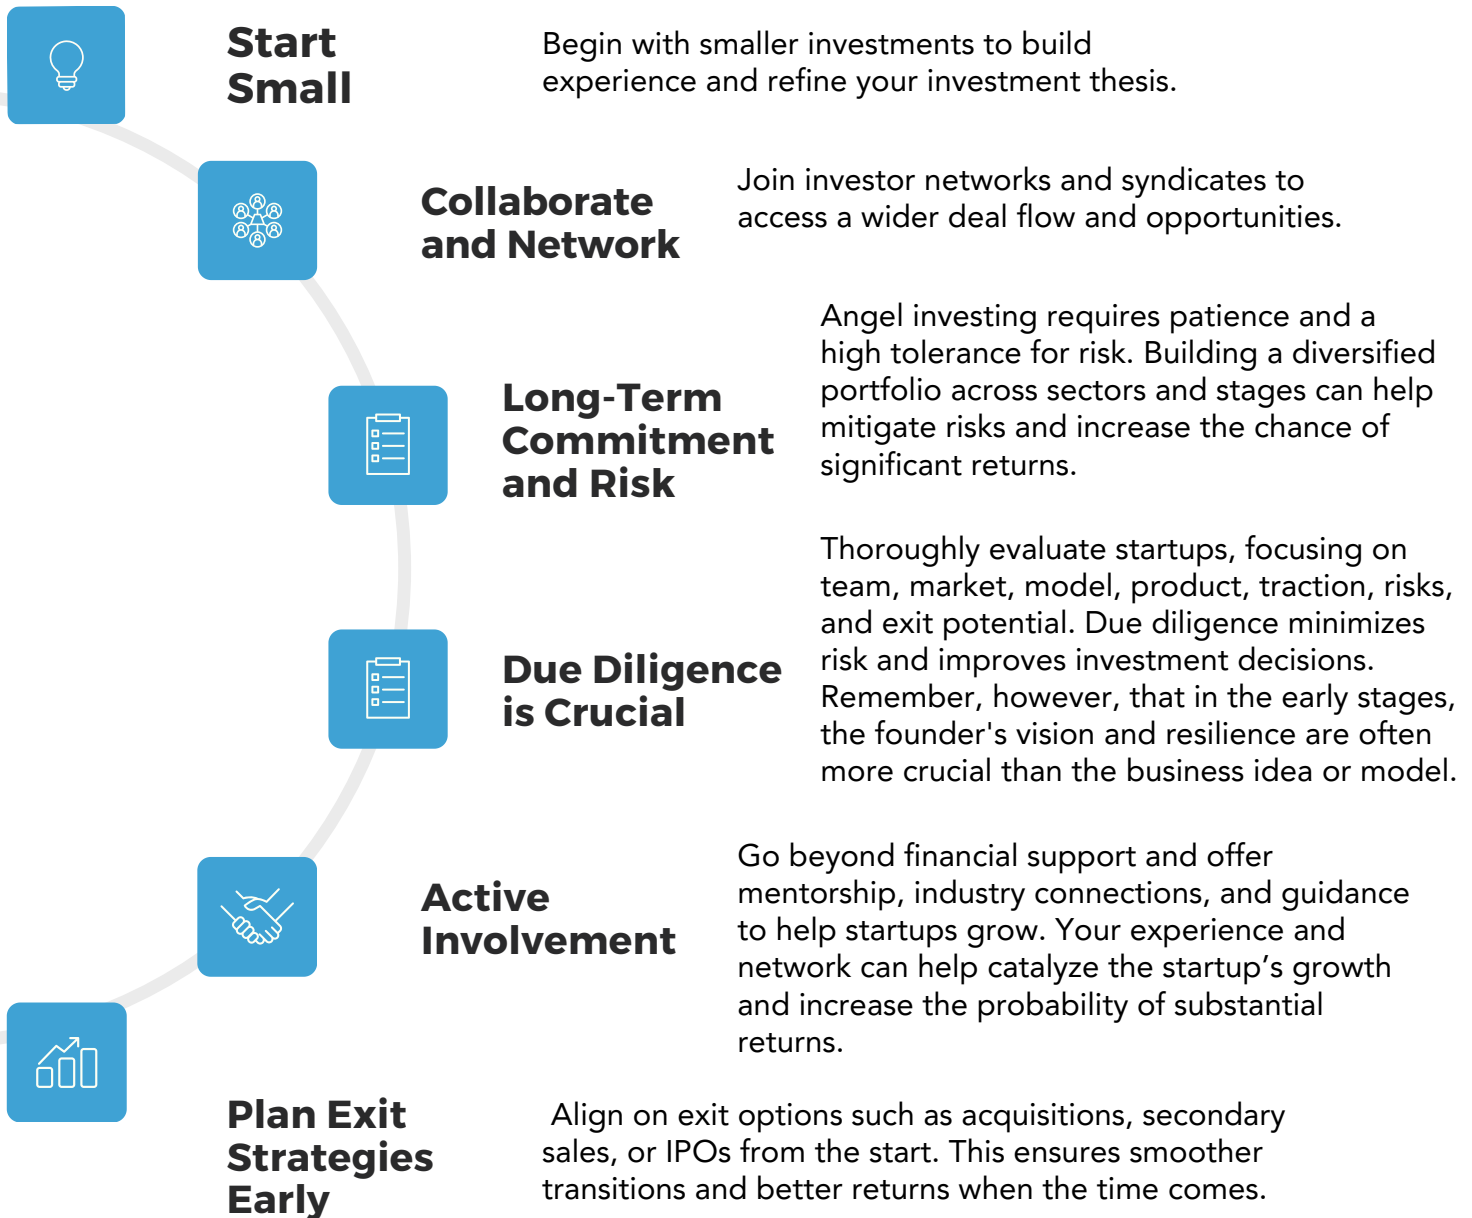 Start
Small
Begin with smaller investments to build
experience and refine your investment thesis.
Collaborate
and Network
Join investor networks and syndicates to
access a wider deal flow and opportunities.
Long-Term
Commitment
and Risk
Angel investing requires patience and a
high tolerance for risk. Building a diversified
portfolio across sectors and stages can help
mitigate risks and increase the chance of
significant returns.
Due Diligence
is Crucial
Thoroughly evaluate startups, focusing on
team, market, model, product, traction, risks,
and exit potential. Due diligence minimizes
risk and improves investment decisions.
Remember, however, that in the early stages,
the founder's vision and resilience are often
more crucial than the business idea or model.
Active
Involvement
Go beyond financial support and offer
mentorship, industry connections, and guidance
to help startups grow. Your experience and
network can help catalyze the startup’s growth
and increase the probability of substantial
returns.
Plan Exit
Strategies
Early
Align on exit options such as acquisitions, secondary
sales, or IPOs from the start. This ensures smoother
transitions and better returns when the time comes.